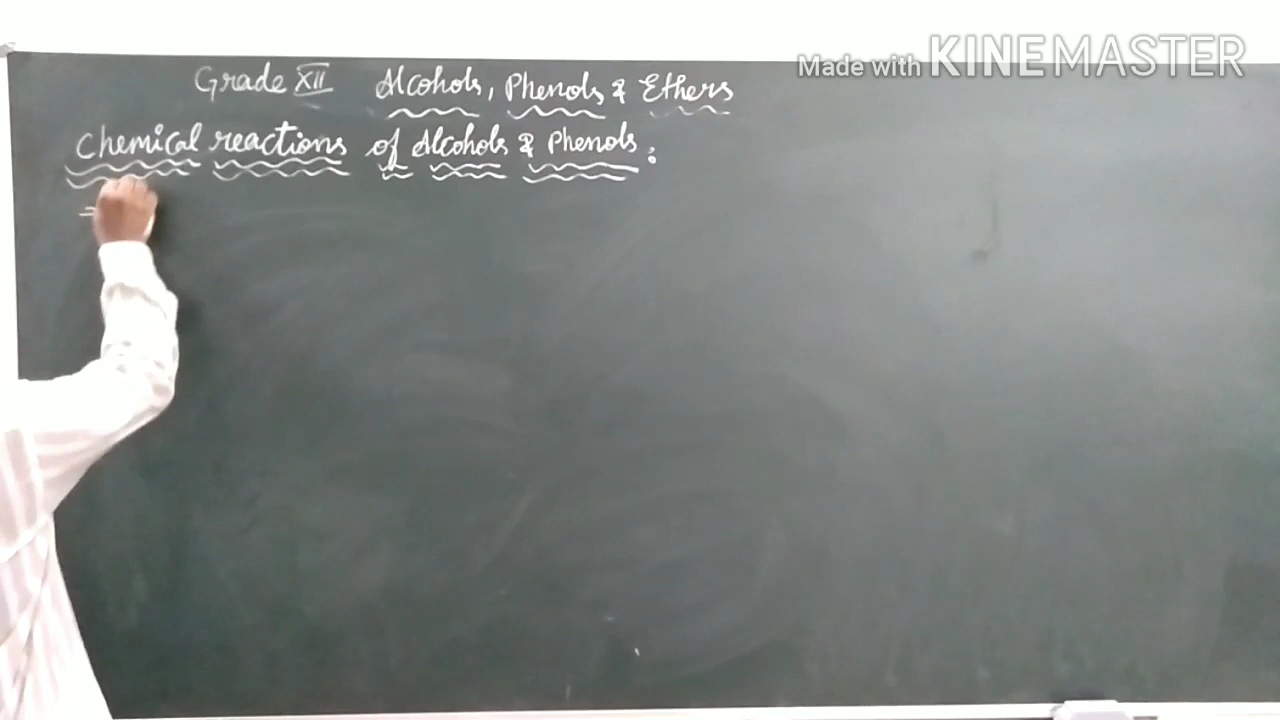 Made with KINEMASTER
Grade XII Alcohols, Phenols & Ethers
Chemical reactions of Alcohols & Phenols: